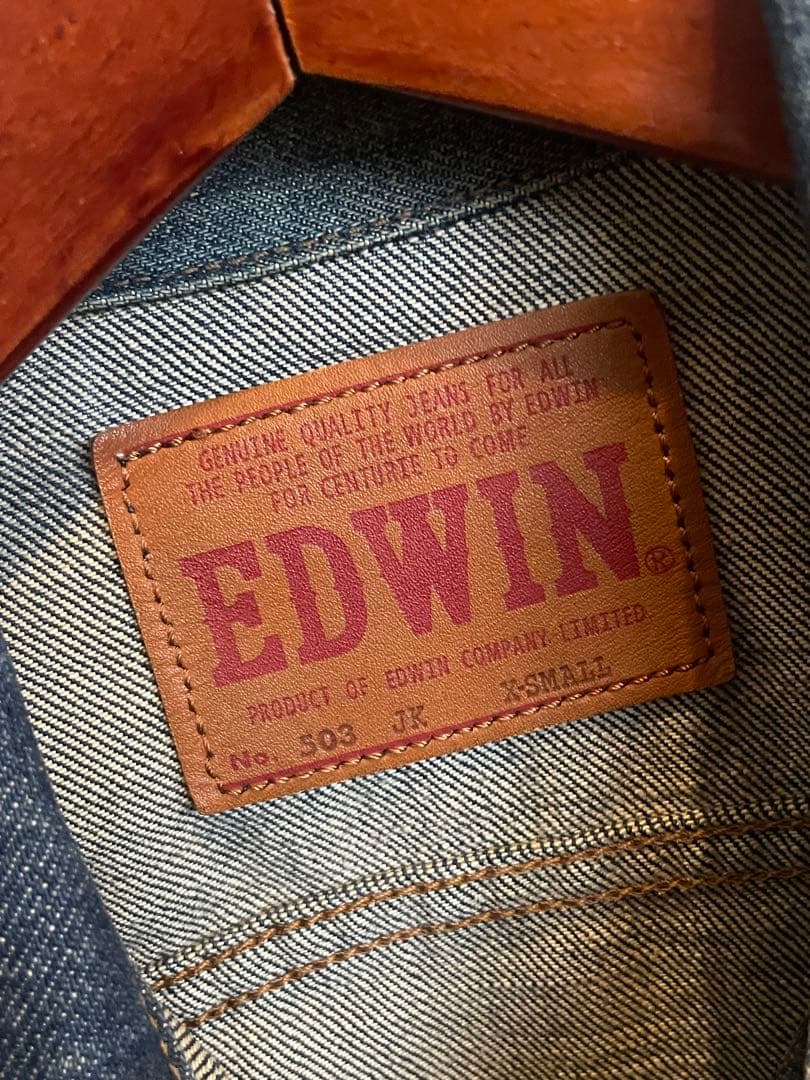 GENUINE QUALITY JEANS FOR ALL
THE PEOPLE OF THE WORLD BY EDWIN
FOR CENTURIE TO COME
EDWIN®
PRODUCT OF EDWIN COMPANY LIMITED
No. 503 JK X-SMALL